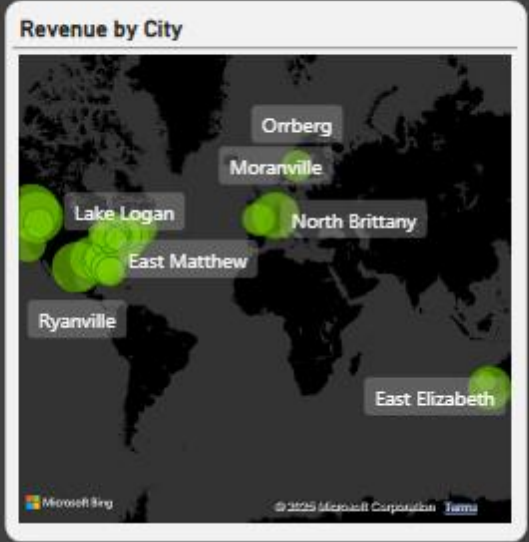 Revenue by City
Orrberg
Moranville
Lake Logan
North Brittany
East Matthew
Ryanville
East Elizabeth
Microsoft Bing
© 2025 Microsoft Corporation Terms